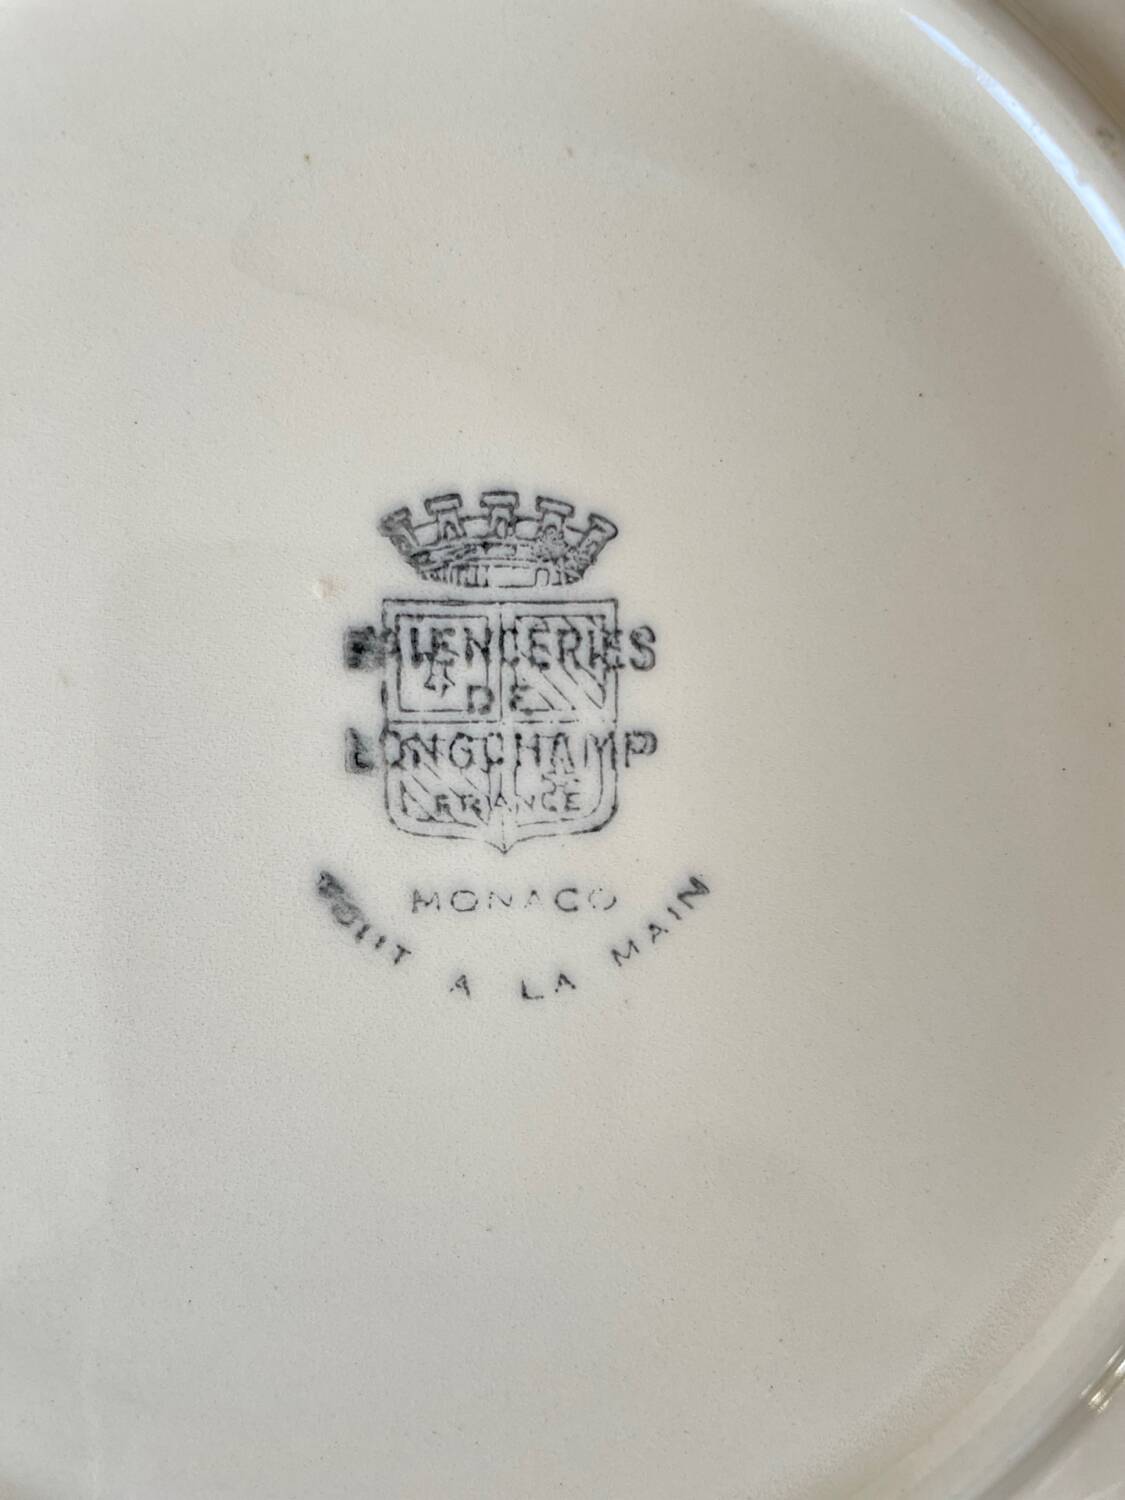 FAIENCERIES
DE
LONGCHAMP
FRANCE
MONACO
A LA MAIN